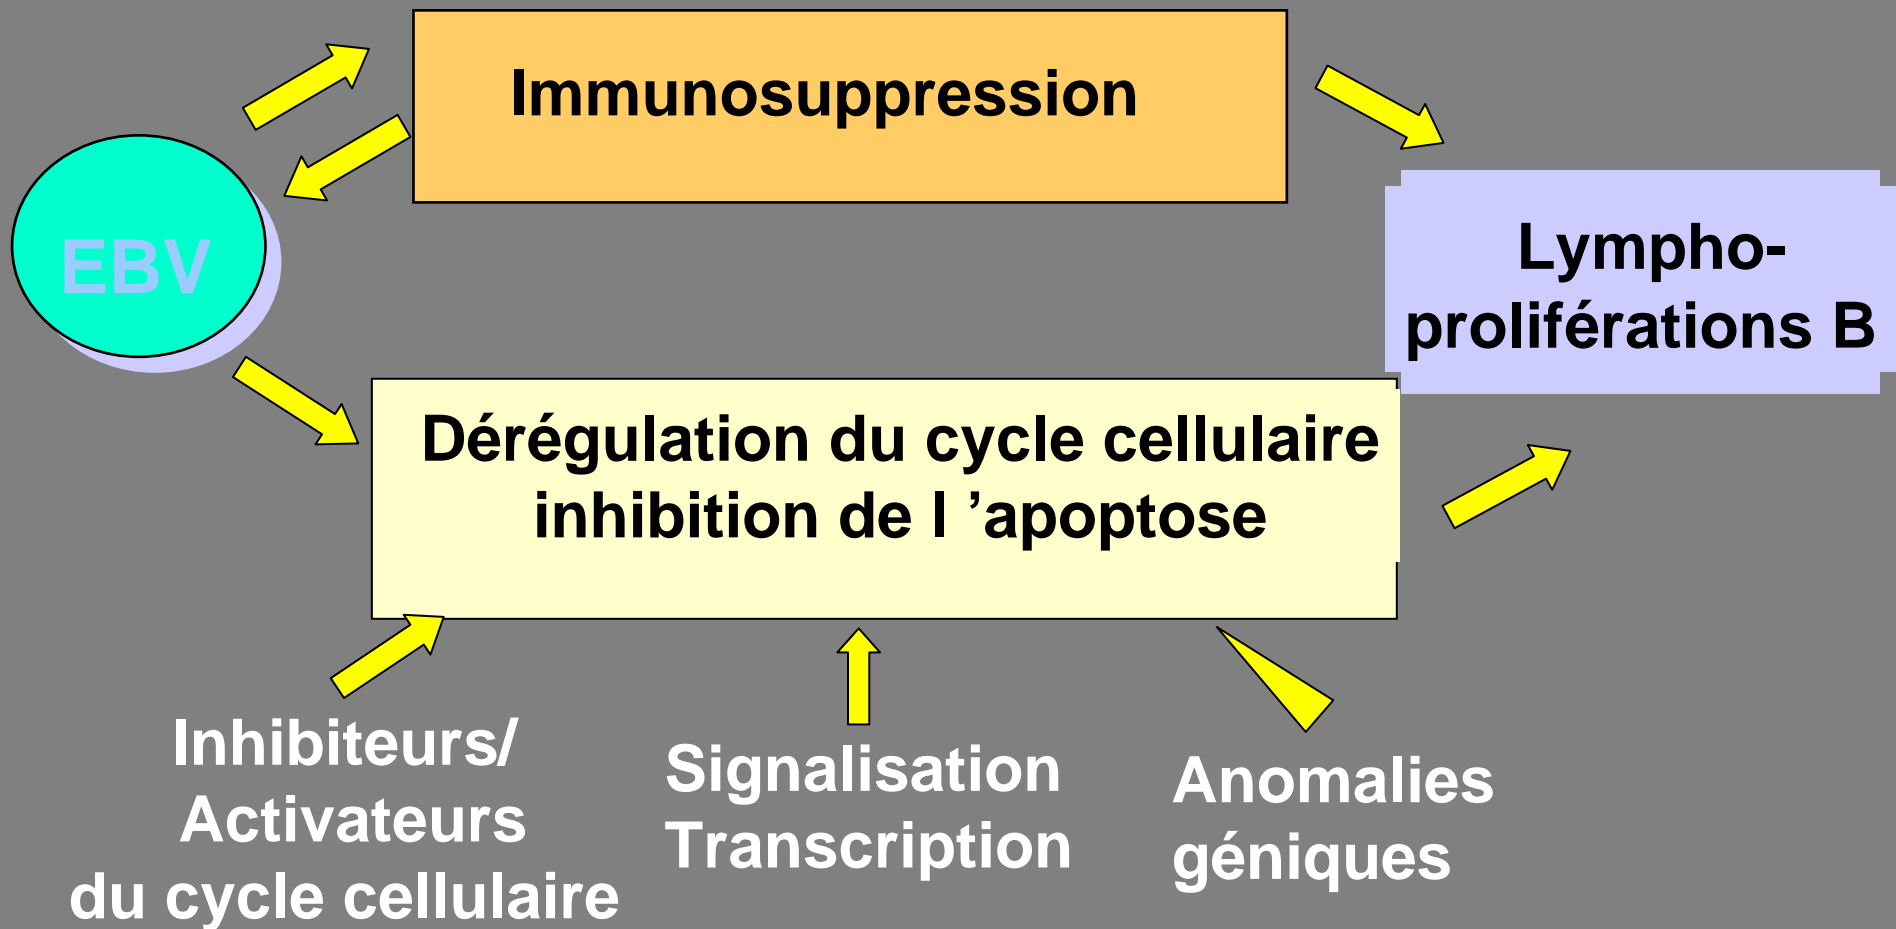 Immunosuppression
EBV
Lympho-
proliférations B
Dérégulation du cycle cellulaire
inhibition de l ’apoptose
Inhibiteurs/
Activateurs
du cycle cellulaire
Signalisation
Transcription
Anomalies
géniques